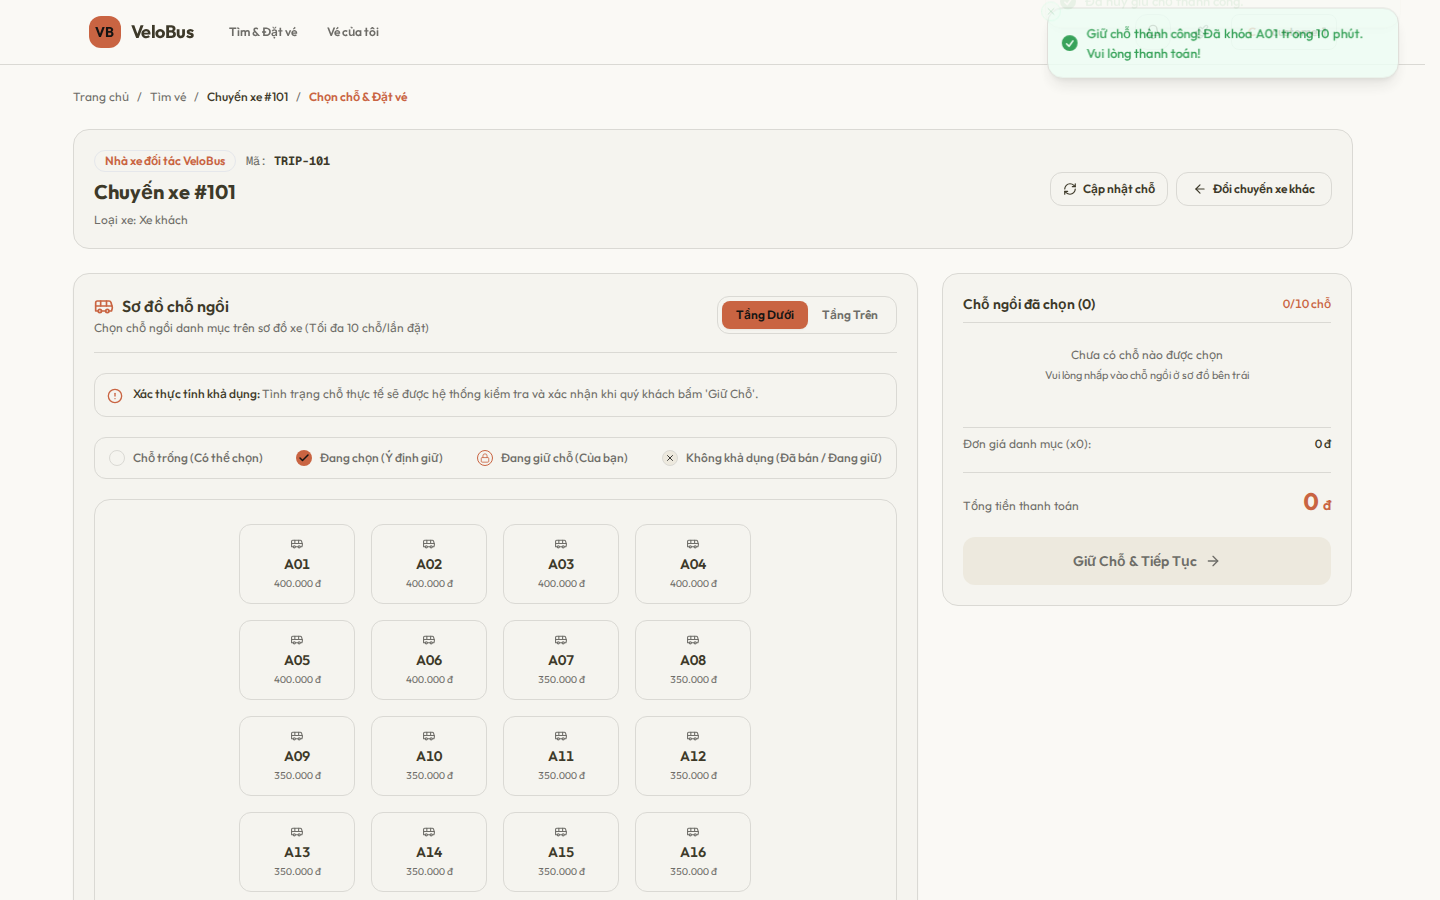 VB VeloBus Tìm & Đặt vé Vé của tôi
Đã hủy giữ chỗ thành công.
Giữ chỗ thành công! Đã khóa A01 trong 10 phút.
Vui lòng thanh toán!
Trang chủ / Tìm vé / Chuyến xe #101 / Chọn chỗ & Đặt vé
Nhà xe đối tác VeloBus Mã: TRIP-101
Chuyến xe #101
Loại xe: Xe khách
Cập nhật chỗ
Đổi chuyến xe khác
Sơ đồ chỗ ngồi
Chọn chỗ ngồi danh mục trên sơ đồ xe (Tối đa 10 chỗ/lần đặt)
Tầng Dưới Tầng Trên
Xác thực tính khả dụng: Tình trạng chỗ thực tế sẽ được hệ thống kiểm tra và xác nhận khi quý khách bấm 'Giữ Chỗ'.
Chỗ trống (Có thể chọn) Đang chọn (Ý định giữ) Đang giữ chỗ (Của bạn) Không khả dụng (Đã bán / Đang giữ)
A01 A02 A03 A04
400.000 đ 400.000 đ 400.000 đ 400.000 đ
A05 A06 A07 A08
400.000 đ 400.000 đ 350.000 đ 350.000 đ
A09 A10 A11 A12
350.000 đ 350.000 đ 350.000 đ 350.000 đ
A13 A14 A15 A16
350.000 đ 350.000 đ 350.000 đ 350.000 đ
Chỗ ngồi đã chọn (0) 0/10 chỗ
Chưa có chỗ nào được chọn
Vui lòng nhấp vào chỗ ngồi ở sơ đồ bên trái
Đơn giá danh mục (x0): 0 đ
Tổng tiền thanh toán 0 đ
Giữ Chỗ & Tiếp Tục